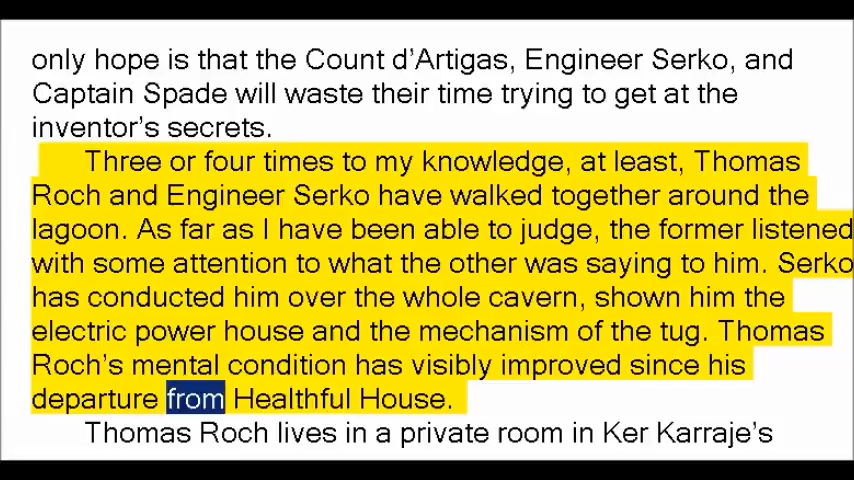 only hope is that the Count d’Artigas, Engineer Serko, and
Captain Spade will waste their time trying to get at the
inventor’s secrets.
Three or four times to my knowledge, at least, Thomas
Roch and Engineer Serko have walked together around the
lagoon. As far as I have been able to judge, the former listened
with some attention to what the other was saying to him. Serko
has conducted him over the whole cavern, shown him the
electric power house and the mechanism of the tug. Thomas
Roch’s mental condition has visibly improved since his
departure from Healthful House.
Thomas Roch lives in a private room in Ker Karraje’s